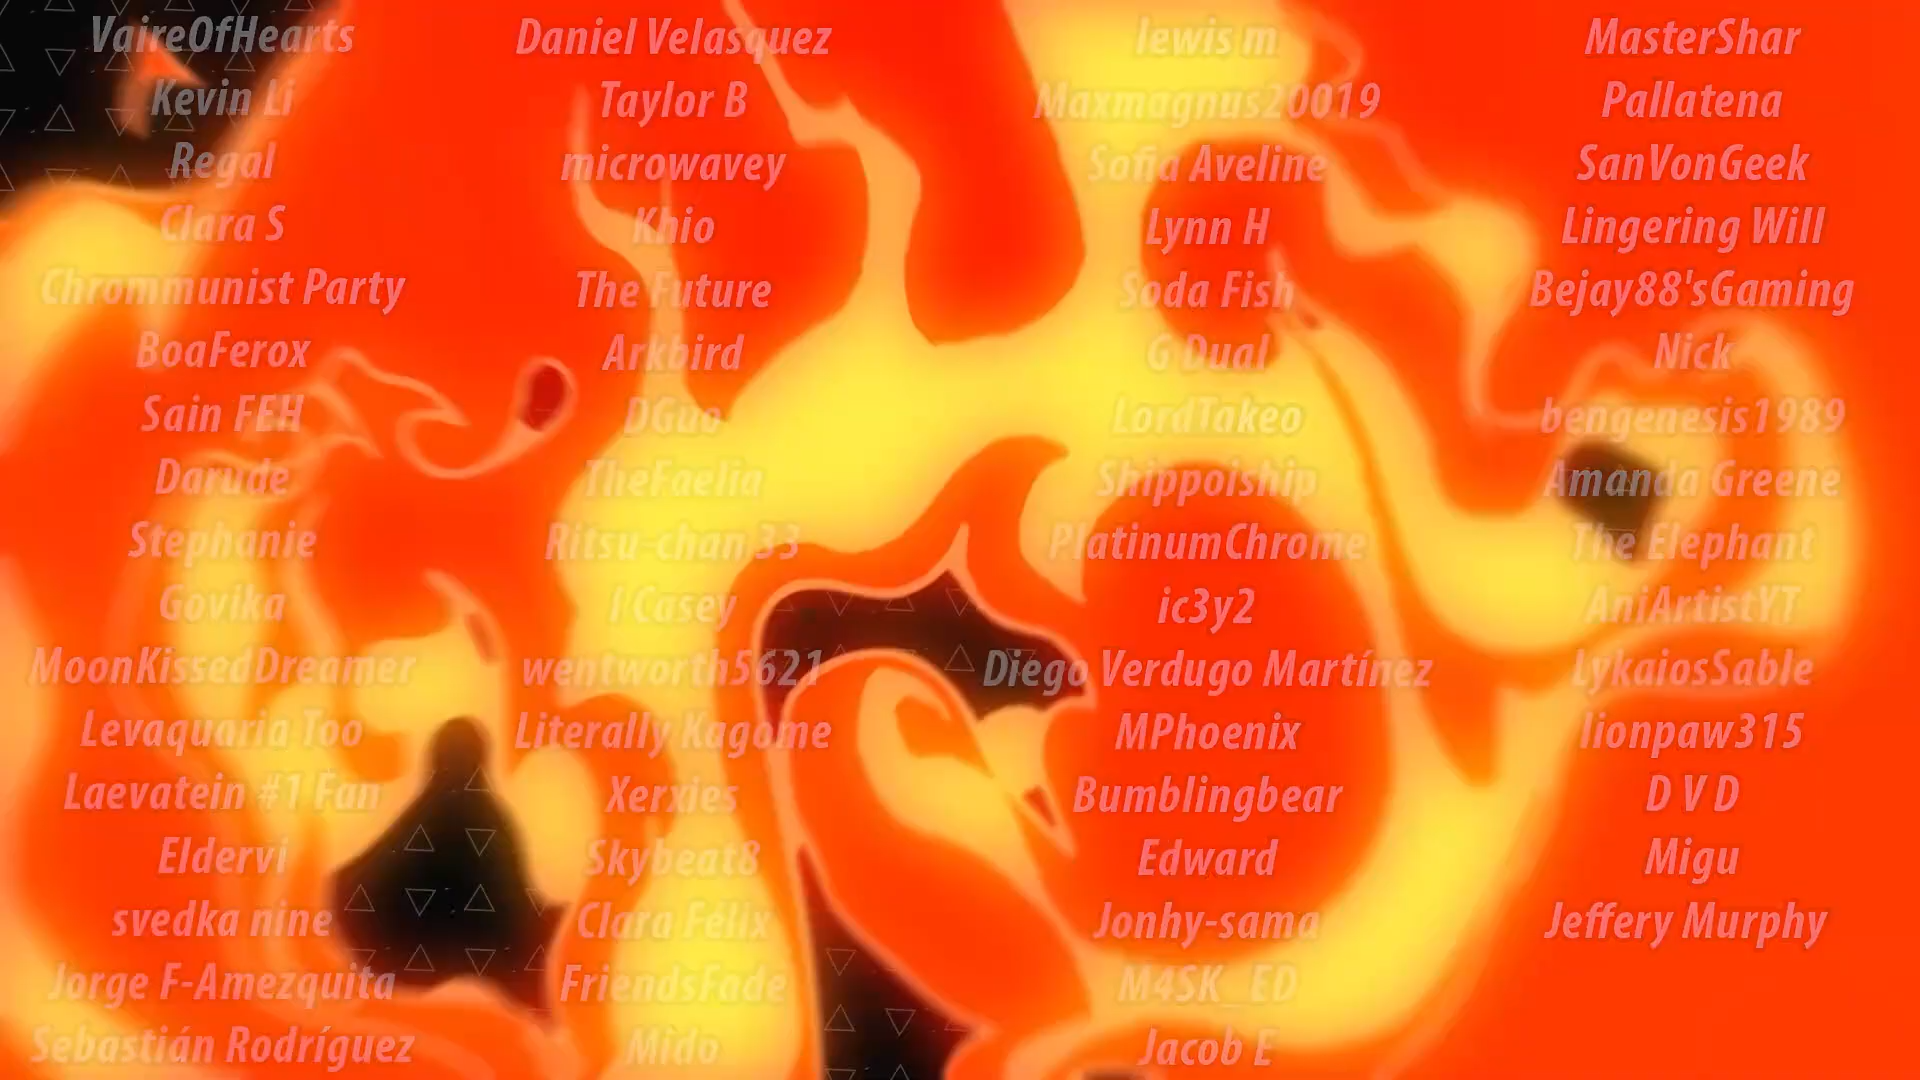 VaireOfHearts
Kevin Li
Regal
Clara S
Chrommunist Party
BoaFerox
Sain FEH
Darude
Stephanie
Govika
MoonKissedDreamer
Levaquaria Too
Laevatein #1 Fan
Eldervi
svedka nine
Jorge F-Amezquita
Sebastián Rodríguez
Daniel Velasquez
Taylor B
microwavey
Khio
The Future
Arkbird
DGuo
TheFaelia
Ritsu-chan 33
I Casey
wentworth5621
Literally Kagome
Xerxies
Skybeat8
Clara Félix
FriendsFade
Mido
lewis m
Maxmagnus20019
Sofia Aveline
Lynn H
Soda Fish
G Dual
LordTakeo
Shippoiship
PlatinumChrome
ic3y2
Diego Verdugo Martínez
MPhoenix
Bumblingbear
Edward
Jonhy-sama
M4SK_ED
Jacob E
MasterShar
Pallatena
SanVonGeek
Lingering Will
Bejay88'sGaming
Nick
bengenesis1989
Amanda Greene
The Elephant
AniArtistYT
LykaiosSable
lionpaw315
D V D
Migu
Jeffery Murphy